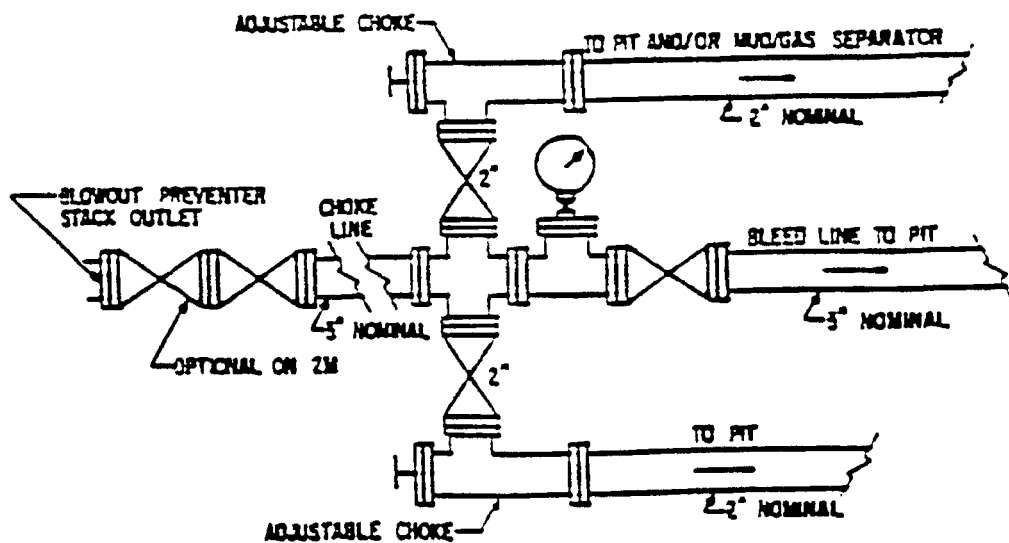 ADJUSTABLE CHOKE
TO PIT AND/OR MUD/GAS SEPARATOR
2" NOMINAL
2"
BLOWOUT PREVENTER
STACK OUTLET
CHOKE
LINE
BLEED LINE TO PIT
3" NOMINAL
3" NOMINAL
OPTIONAL ON 2M
2"
TO PIT
2" NOMINAL
ADJUSTABLE CHOKE